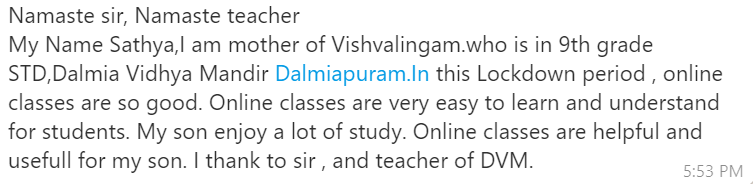 Namaste sir, Namaste teacher
My Name Sathya,I am mother of Vishvalingam.who is in 9th grade
STD,Dalmia Vidhya Mandir Dalmiapuram.In this Lockdown period , online
classes are so good. Online classes are very easy to learn and understand
for students. My son enjoy a lot of study. Online classes are helpful and
usefull for my son. I thank to sir , and teacher of DVM.
5:53 PM